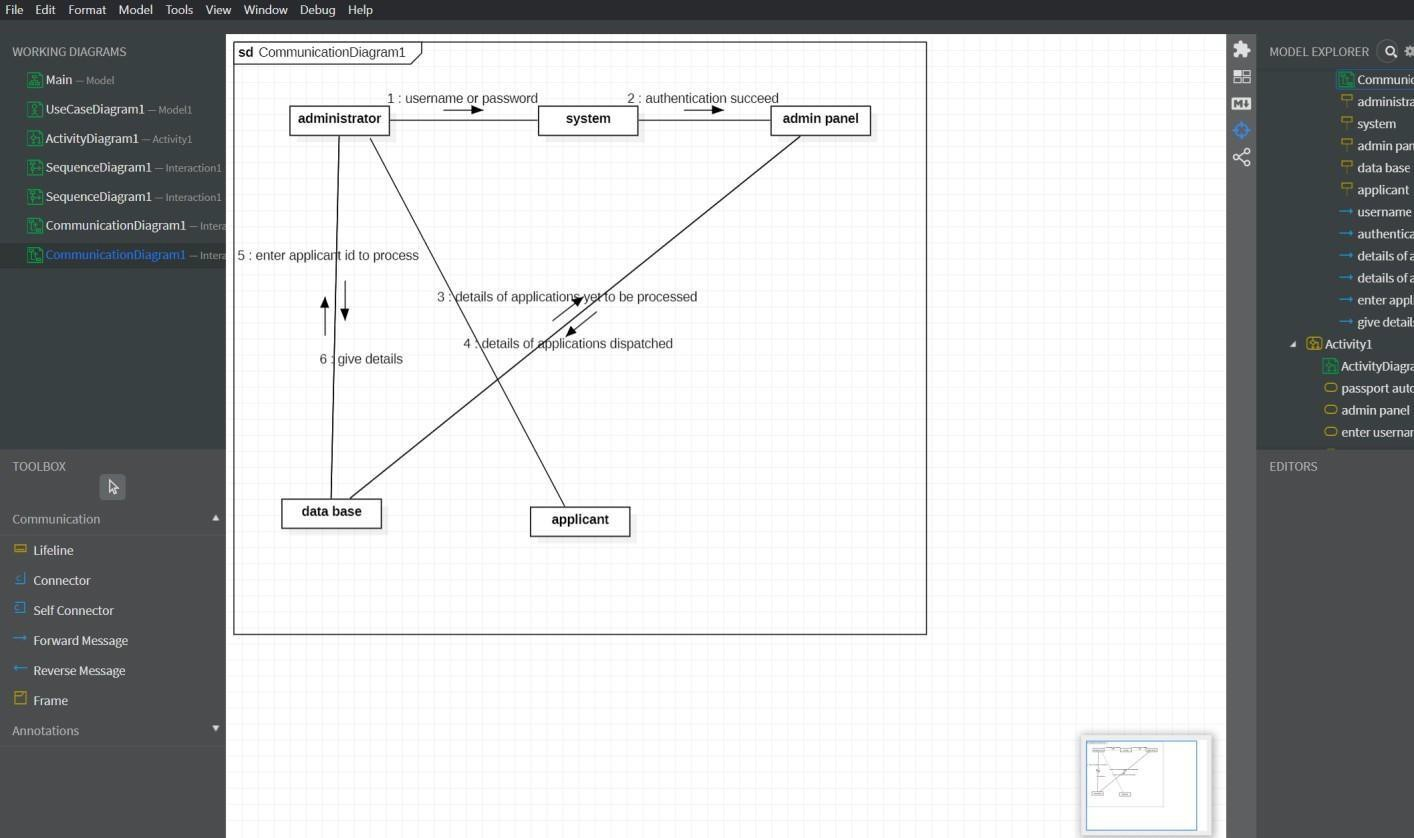 File Edit Format Model Tools View Window Debug Help
WORKING DIAGRAMS
Main — Model
UseCaseDiagram1 — Model1
ActivityDiagram1 — Activity1
SequenceDiagram1 — Interaction1
SequenceDiagram1 — Interaction1
CommunicationDiagram1 — Intera
CommunicationDiagram1 — Intera
TOOLBOX
Communication
Lifeline
Connector
Self Connector
Forward Message
Reverse Message
Frame
Annotations
sd CommunicationDiagram1
1 : username or password
2 : authentication succeed
administrator
system
admin panel
5 : enter applicant id to process
3 : details of applications yet to be processed
4 : details of applications dispatched
6 : give details
data base
applicant
M
MODEL EXPLORER
Communic
administra
system
admin pan
data base
applicant
username
authentica
details of a
details of a
enter appl
give details
Activity1
ActivityDiagra
passport auto
admin panel
enter usernar
EDITORS